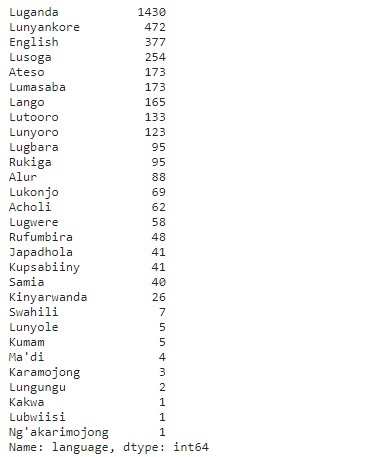 Luganda 1430
Lunyankore 472
English 377
Lusoga 254
Ateso 173
Lumasaba 173
Lango 165
Lutooro 133
Lunyoro 123
Lugbara 95
Rukiga 95
Alur 88
Lukonjo 69
Acholi 62
Lugwere 58
Rufumbira 48
Japadhola 41
Kupsabiiny 41
Samia 40
Kinyarwanda 26
Swahili 7
Lunyole 5
Kumam 5
Ma'di 4
Karamojong 3
Lungungu 2
Kakwa 1
Lubwiisi 1
Ng'akarimojong 1
Name: language, dtype: int64